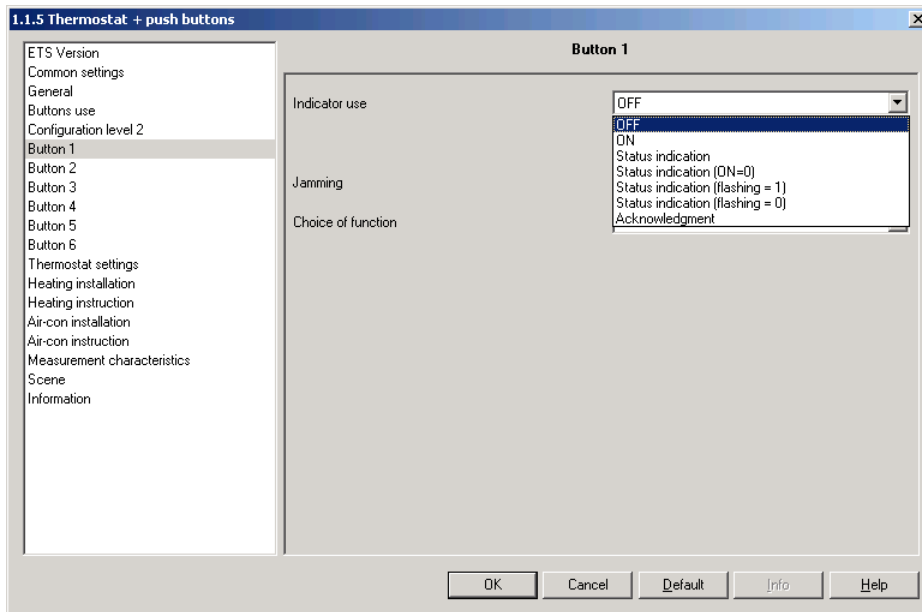 1.1.5 Thermostat + push buttons
ETS Version
Common settings
General
Buttons use
Configuration level 2
Button 1
Button 2
Button 3
Button 4
Button 5
Button 6
Thermostat settings
Heating installation
Heating instruction
Air-con installation
Air-con instruction
Measurement characteristics
Scene
Information
Button 1
Indicator use
OFF
OFF
ON
Status indication
Status indication (ON=0)
Status indication (flashing = 1)
Status indication (flashing = 0)
Acknowledgment
Jamming
Choice of function
OK
Cancel
Default
Info
Help